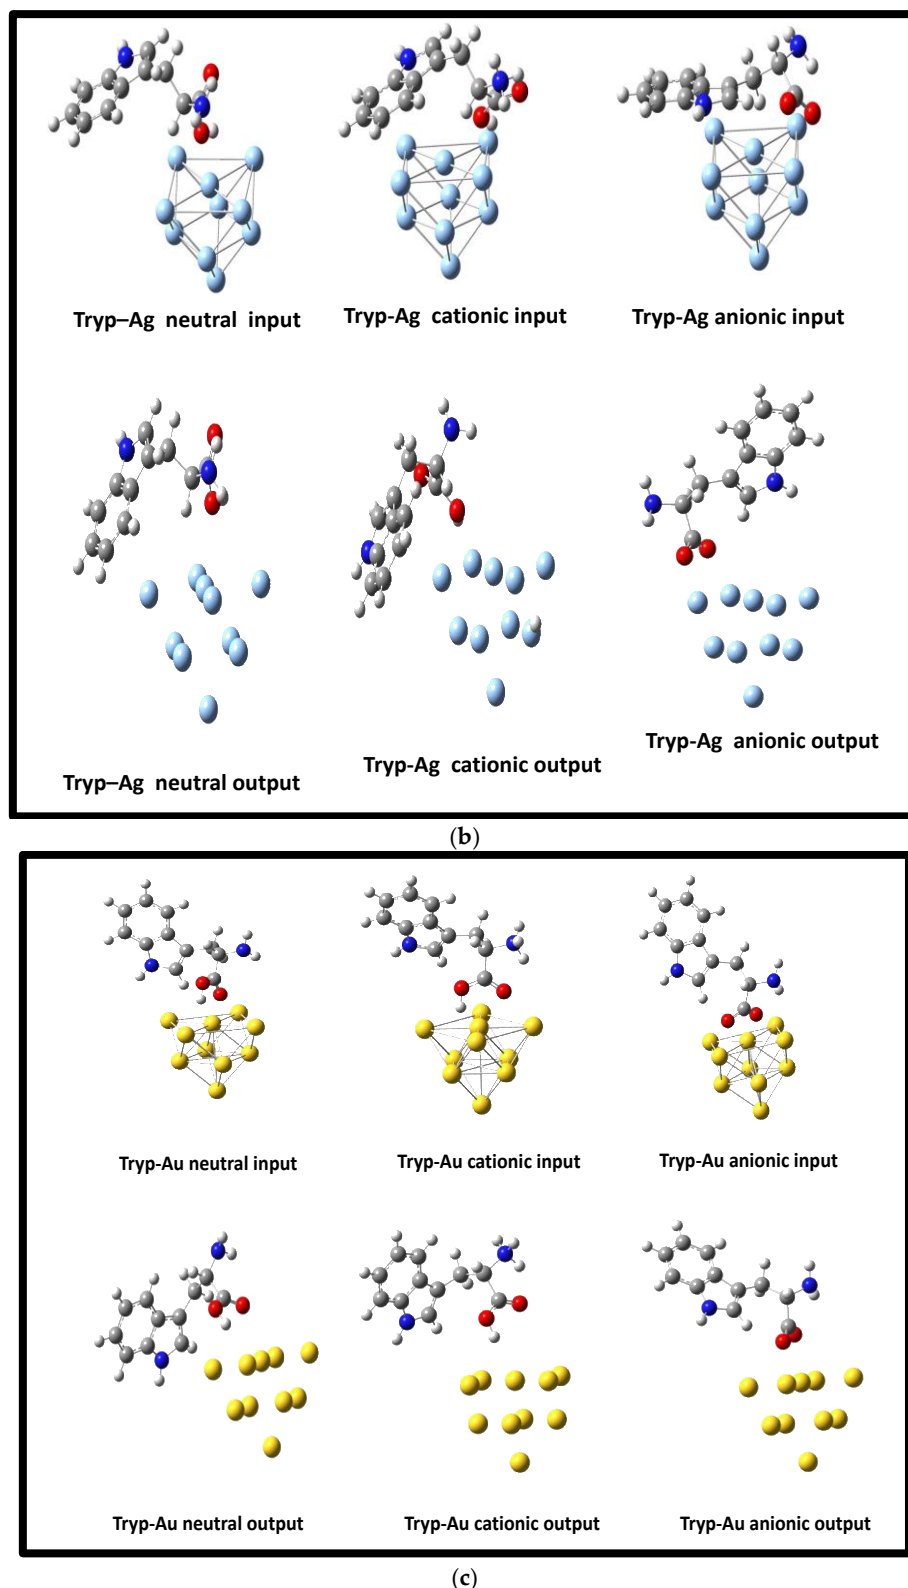 Tryp–Ag neutral input Tryp-Ag cationic input Tryp-Ag anionic input
Tryp–Ag neutral output Tryp-Ag cationic output Tryp-Ag anionic output
(b)
Tryp-Au neutral input Tryp-Au cationic input Tryp-Au anionic input
Tryp-Au neutral output Tryp-Au cationic output Tryp-Au anionic output
(c)